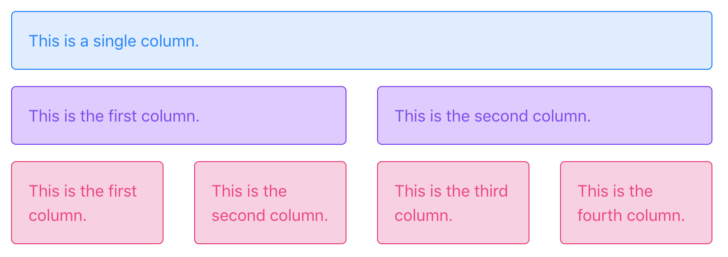 This is a single column.
This is the first column.
This is the second column.
This is the first
column.
This is the
second column.
This is the third
column.
This is the
fourth column.